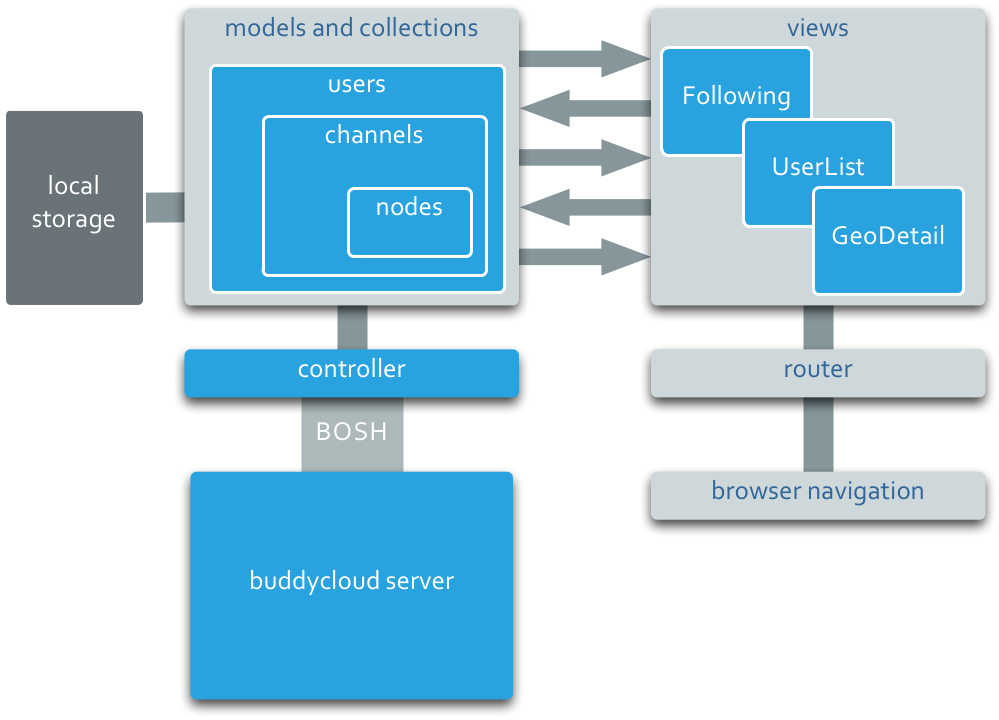 models and collections
users
channels
nodes
local
storage
views
Following
UserList
GeoDetail
controller
BOSH
buddycloud server
router
browser navigation